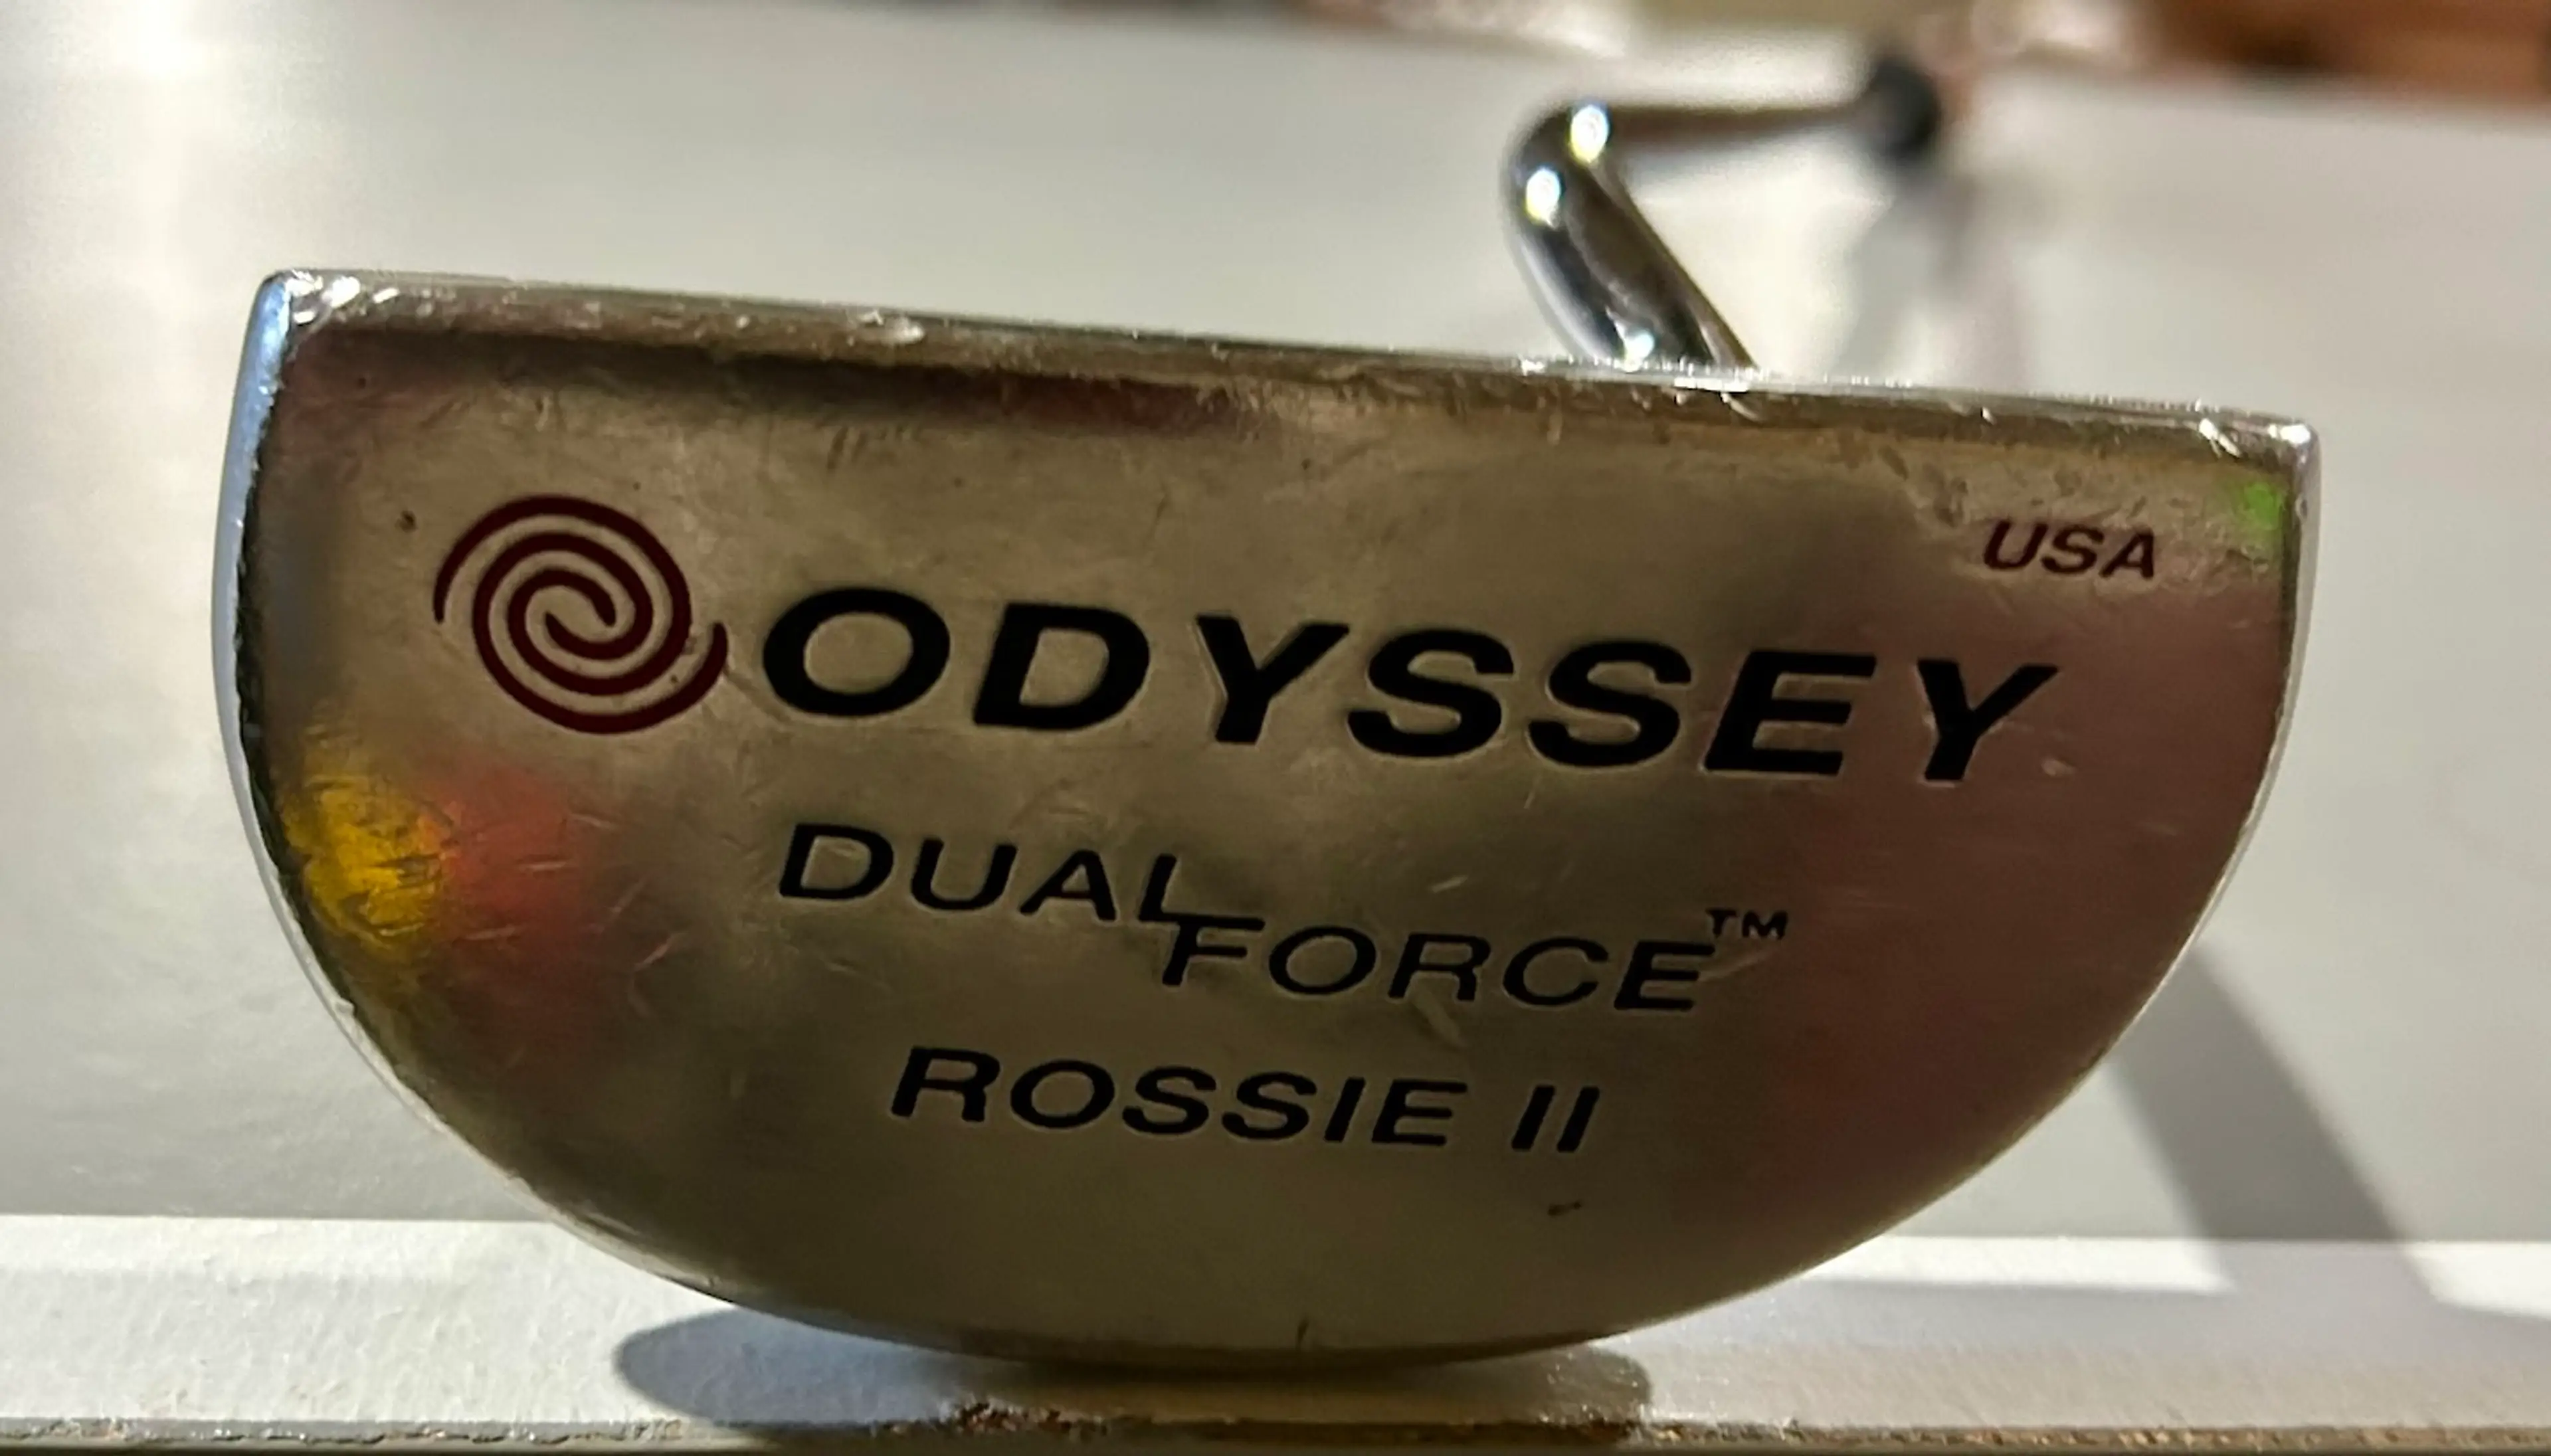 USA
ODYSSEY
DUAL
FORCE™
ROSSIE II